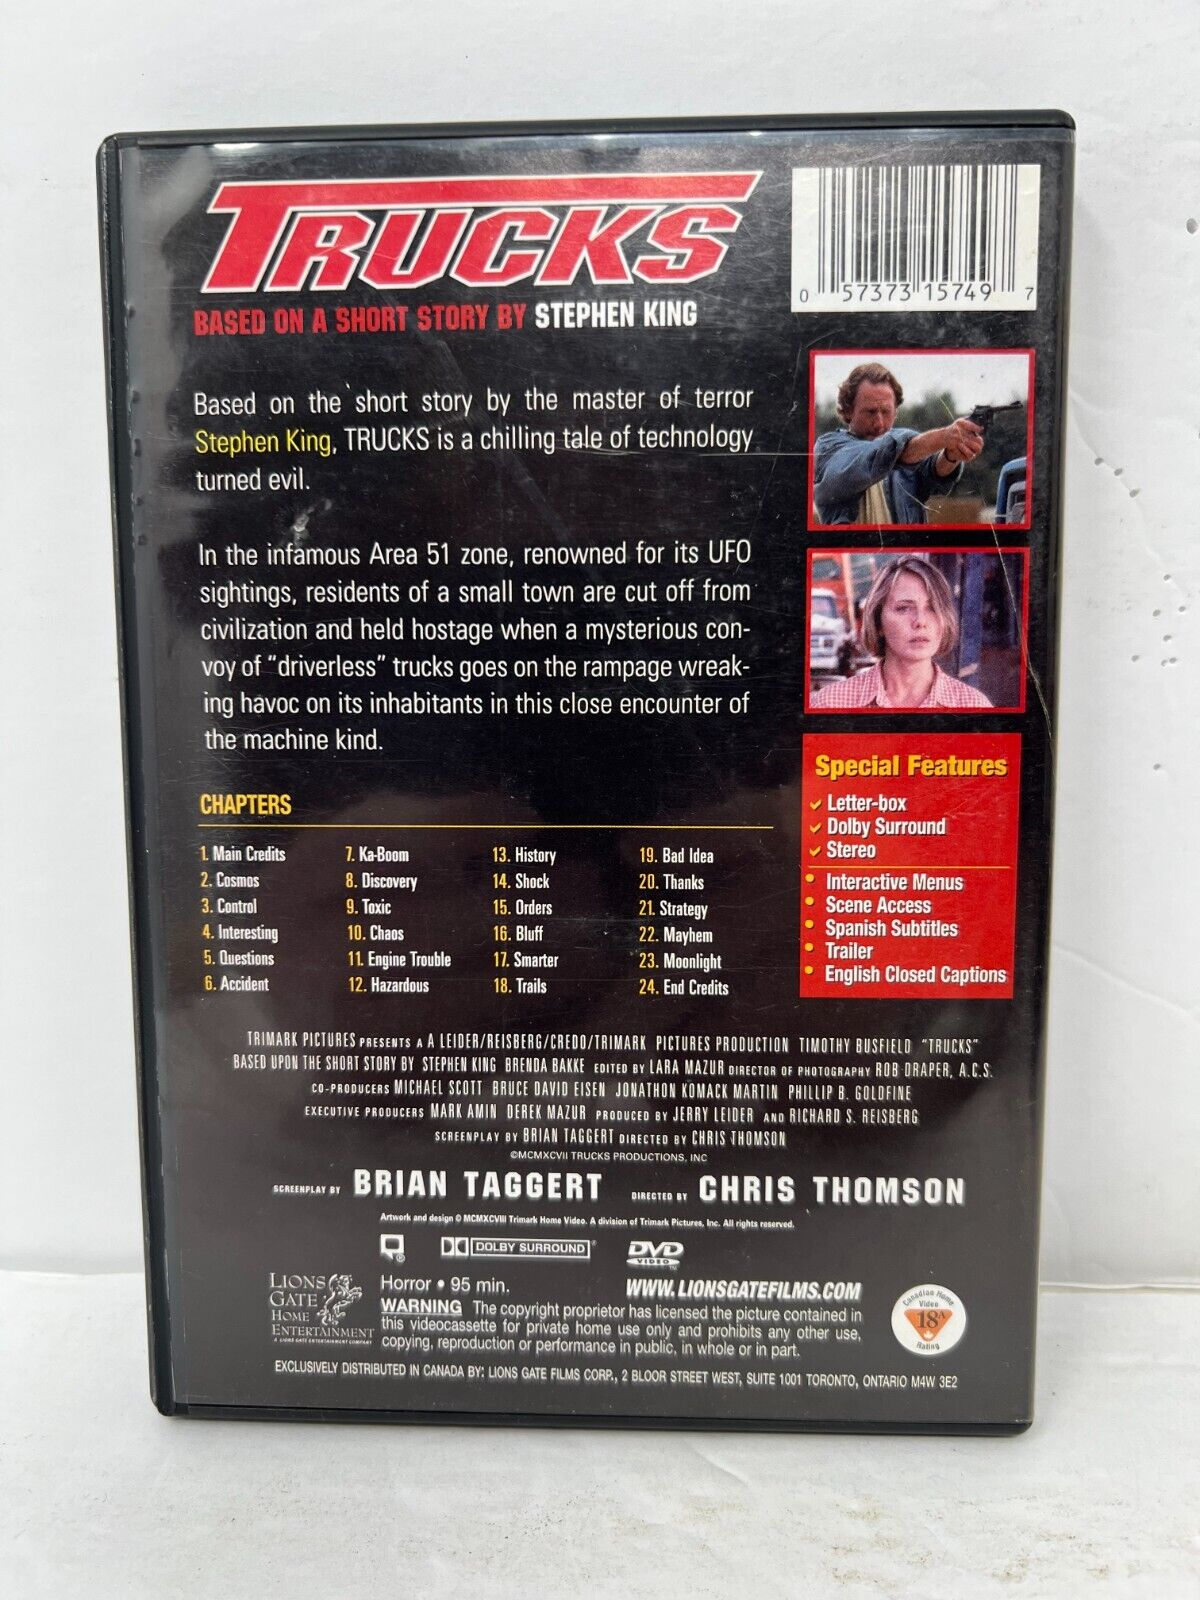 TRUCKS
BASED ON A SHORT STORY BY STEPHEN KING
0 57373 15749 7
Based on the short story by the master of terror
Stephen King, TRUCKS is a chilling tale of technology
turned evil.
In the infamous Area 51 zone, renowned for its UFO
sightings, residents of a small town are cut off from
civilization and held hostage when a mysterious con-
voy of "driverless" trucks goes on the rampage wreak-
ing havoc on its inhabitants in this close encounter of
the machine kind.
CHAPTERS
1. Main Credits
2. Cosmos
3. Control
4. Interesting
5. Questions
6. Accident
7. Ka-Boom
8. Discovery
9. Toxic
10. Chaos
11. Engine Trouble
12. Hazardous
13. History
14. Shock
15. Orders
16. Bluff
17. Smarter
18. Trails
19. Bad Idea
20. Thanks
21. Strategy
22. Mayhem
23. Moonlight
24. End Credits
Special Features
Letter-box
Dolby Surround
Stereo
Interactive Menus
Scene Access
Spanish Subtitles
Trailer
English Closed Captions
TRIMARK PICTURES PRESENTS A A LEIDER/REISBERG/CREDO/TRIMARK PICTURES PRODUCTION TIMOTHY BUSFIELD "TRUCKS"
BASED UPON THE SHORT STORY BY STEPHEN KING BRENDA BAKKE EDITED BY LARA MAZUR DIRECTOR OF PHOTOGRAPHY ROB DRAPER, A.C.S.
CO-PRODUCERS MICHAEL SCOTT BRUCE DAVID EISEN JONATHON KOMACK MARTIN PHILLIP B. GOLDFINE
EXECUTIVE PRODUCERS MARK AMIN DEREK MAZUR PRODUCED BY JERRY LEIDER AND RICHARD S. REISBERG
SCREENPLAY BY BRIAN TAGGERT DIRECTED BY CHRIS THOMSON
©MCMXCVII TRUCKS PRODUCTIONS, INC
SCREENPLAY BY BRIAN TAGGERT DIRECTED BY CHRIS THOMSON
Artwork and design © MCMXCVIII Trimark Home Video. A division of Trimark Pictures, Inc. All rights reserved.
DOLBY SURROUND
DVD
VIDEO
TM
LIONS
GATE
HOME
ENTERTAINMENT
A LIONS GATE ENTERTAINMENT COMPANY
Horror • 95 min.
WWW.LIONSGATEFILMS.COM
WARNING The copyright proprietor has licensed the picture contained in
this videocassette for private home use only and prohibits any other use,
copying, reproduction or performance in public, in whole or in part.
Canadian Home
Video
18A
Rating
EXCLUSIVELY DISTRIBUTED IN CANADA BY: LIONS GATE FILMS CORP., 2 BLOOR STREET WEST, SUITE 1001 TORONTO, ONTARIO M4W 3E2